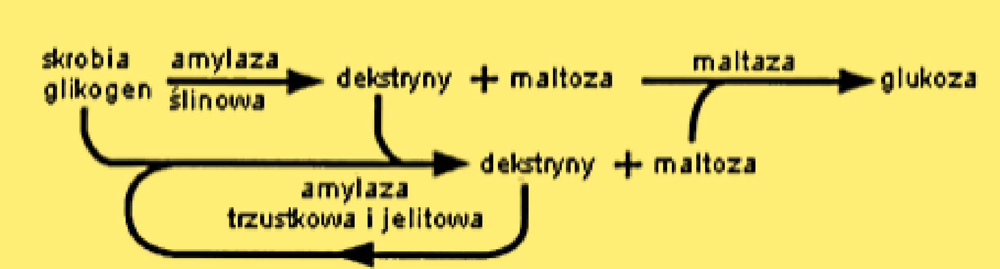 skrobia
glikogen
amylaza
ślinowa
dekstryny + maltoza
maltaza
glukoza
dekstryny + maltoza
amylaza
trzustkowa i jelitowa